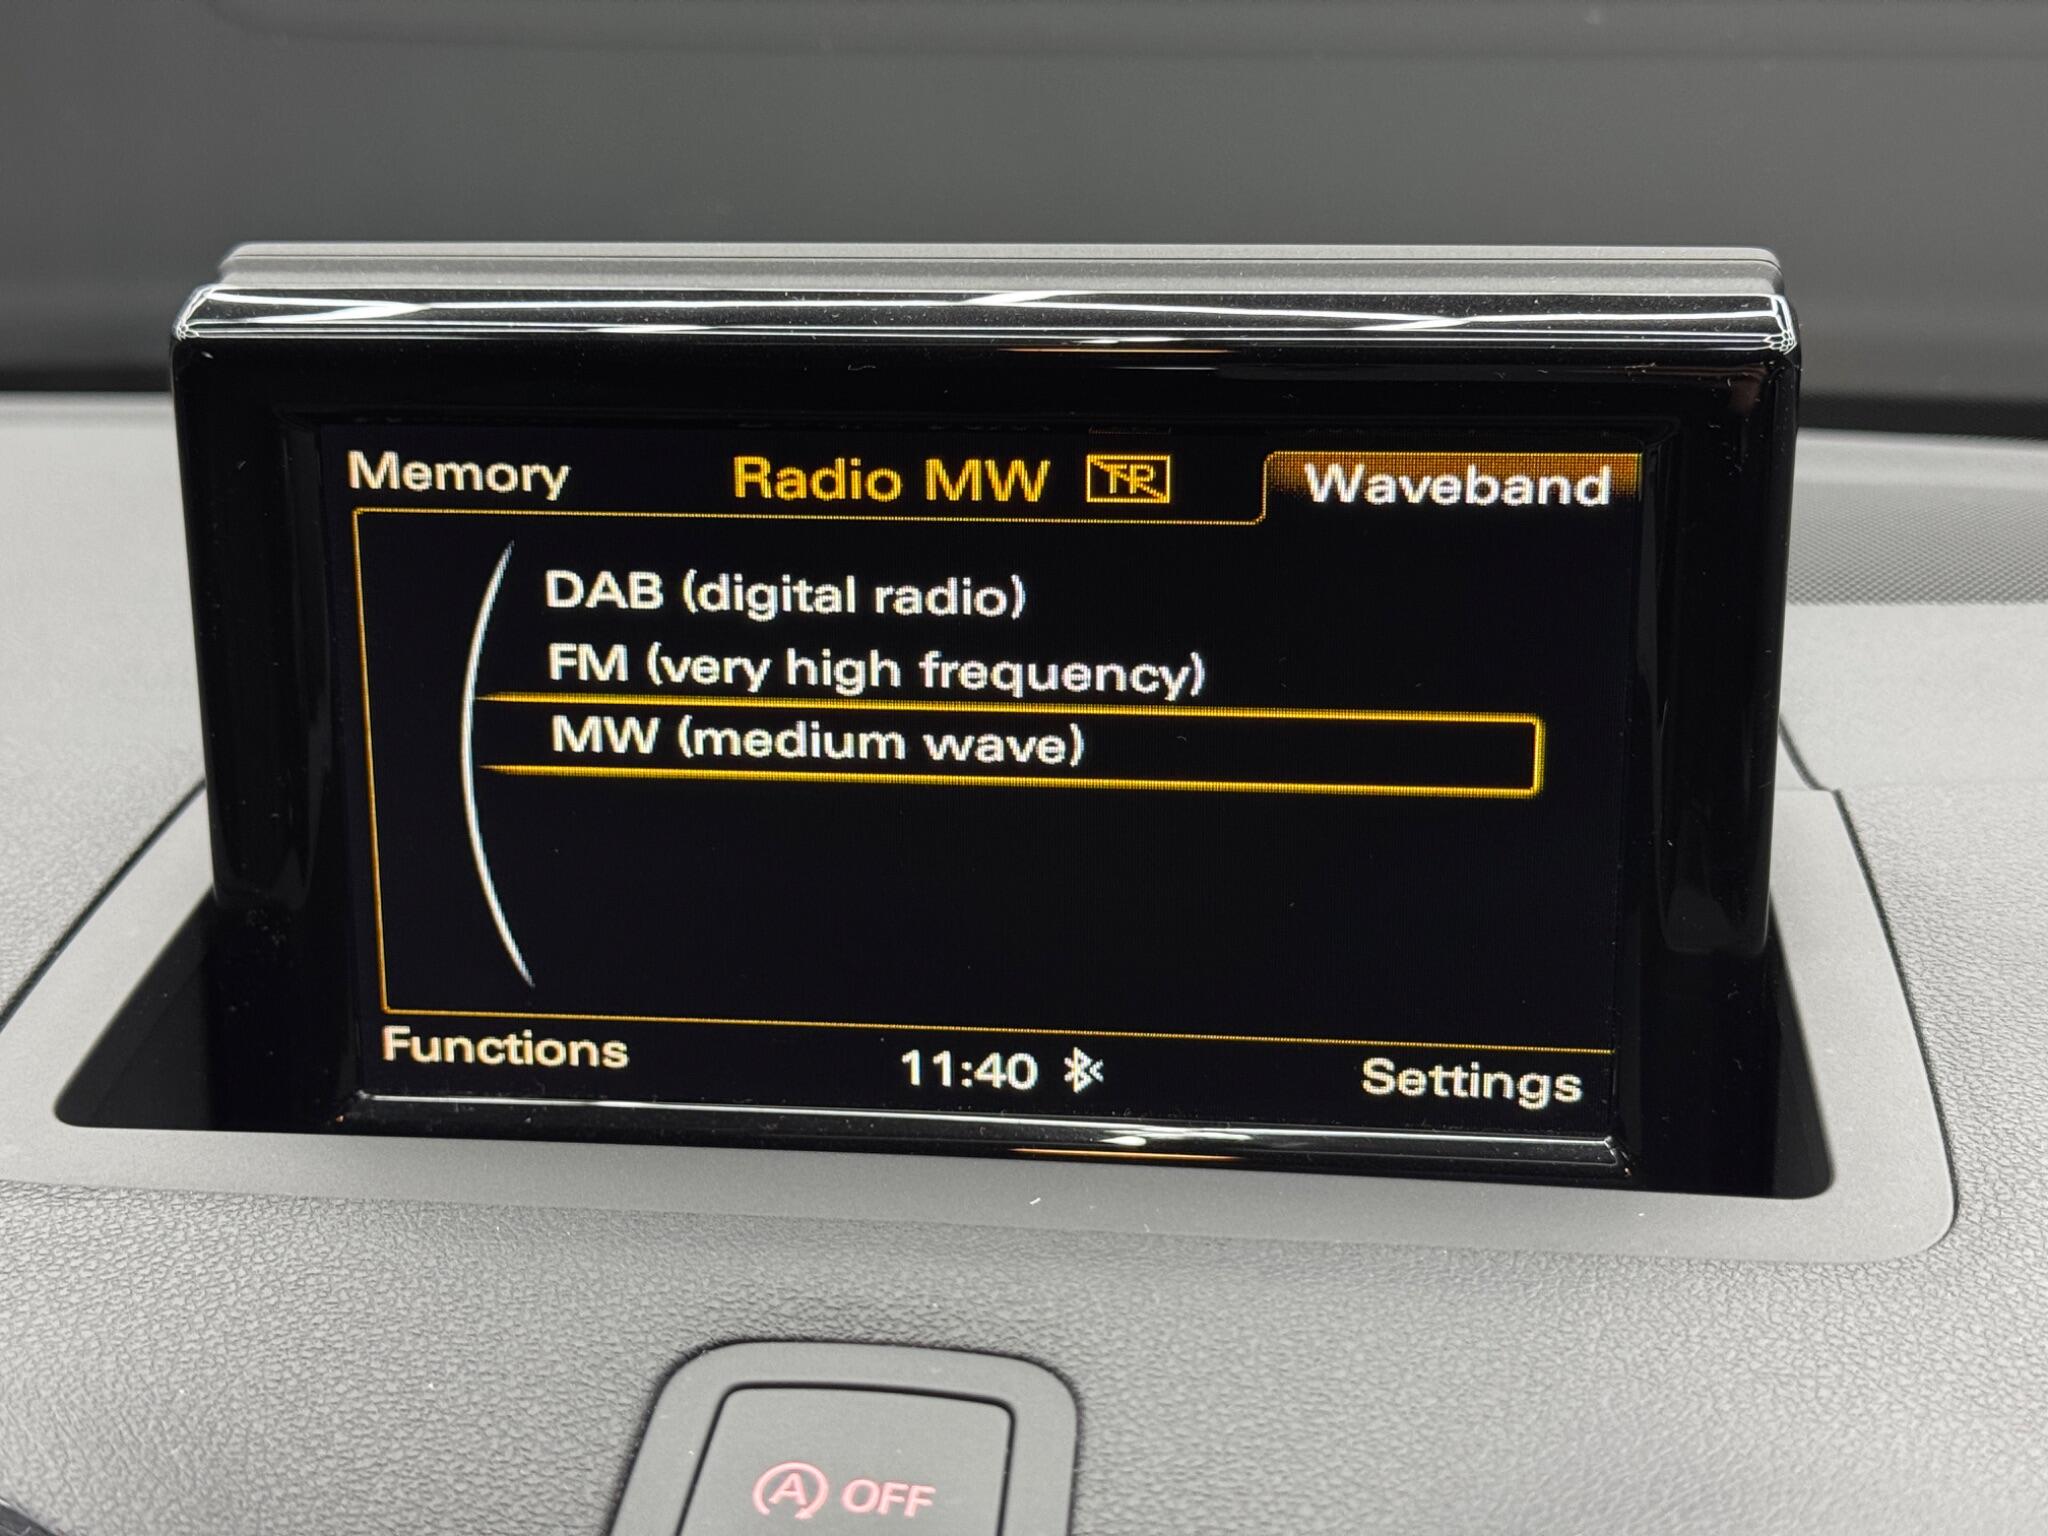 Memory Radio MW TP Waveband
DAB (digital radio)
FM (very high frequency)
MW (medium wave)
Functions 11:40 Settings
A OFF